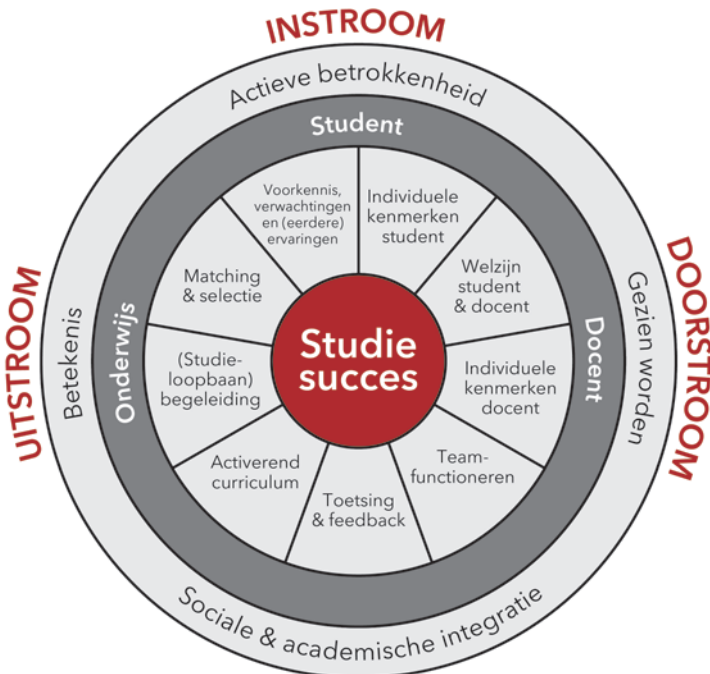 INSTROOM
Actieve betrokkenheid
Student
Voorkennis,
verwachtingen
en (eerdere)
ervaringen
Individuele
kenmerken
student
Matching
& selectie
Welzijn
student
& docent
UITSTROOM
Betekenis
Onderwijs
(Studie-
loopbaan)
begeleiding
Studie
succes
Individuele
kenmerken
docent
Docent
Gezien worden
DOORSTROOM
Activerend
curriculum
Toetsing
& feedback
Team-
functioneren
Sociale & academische integratie